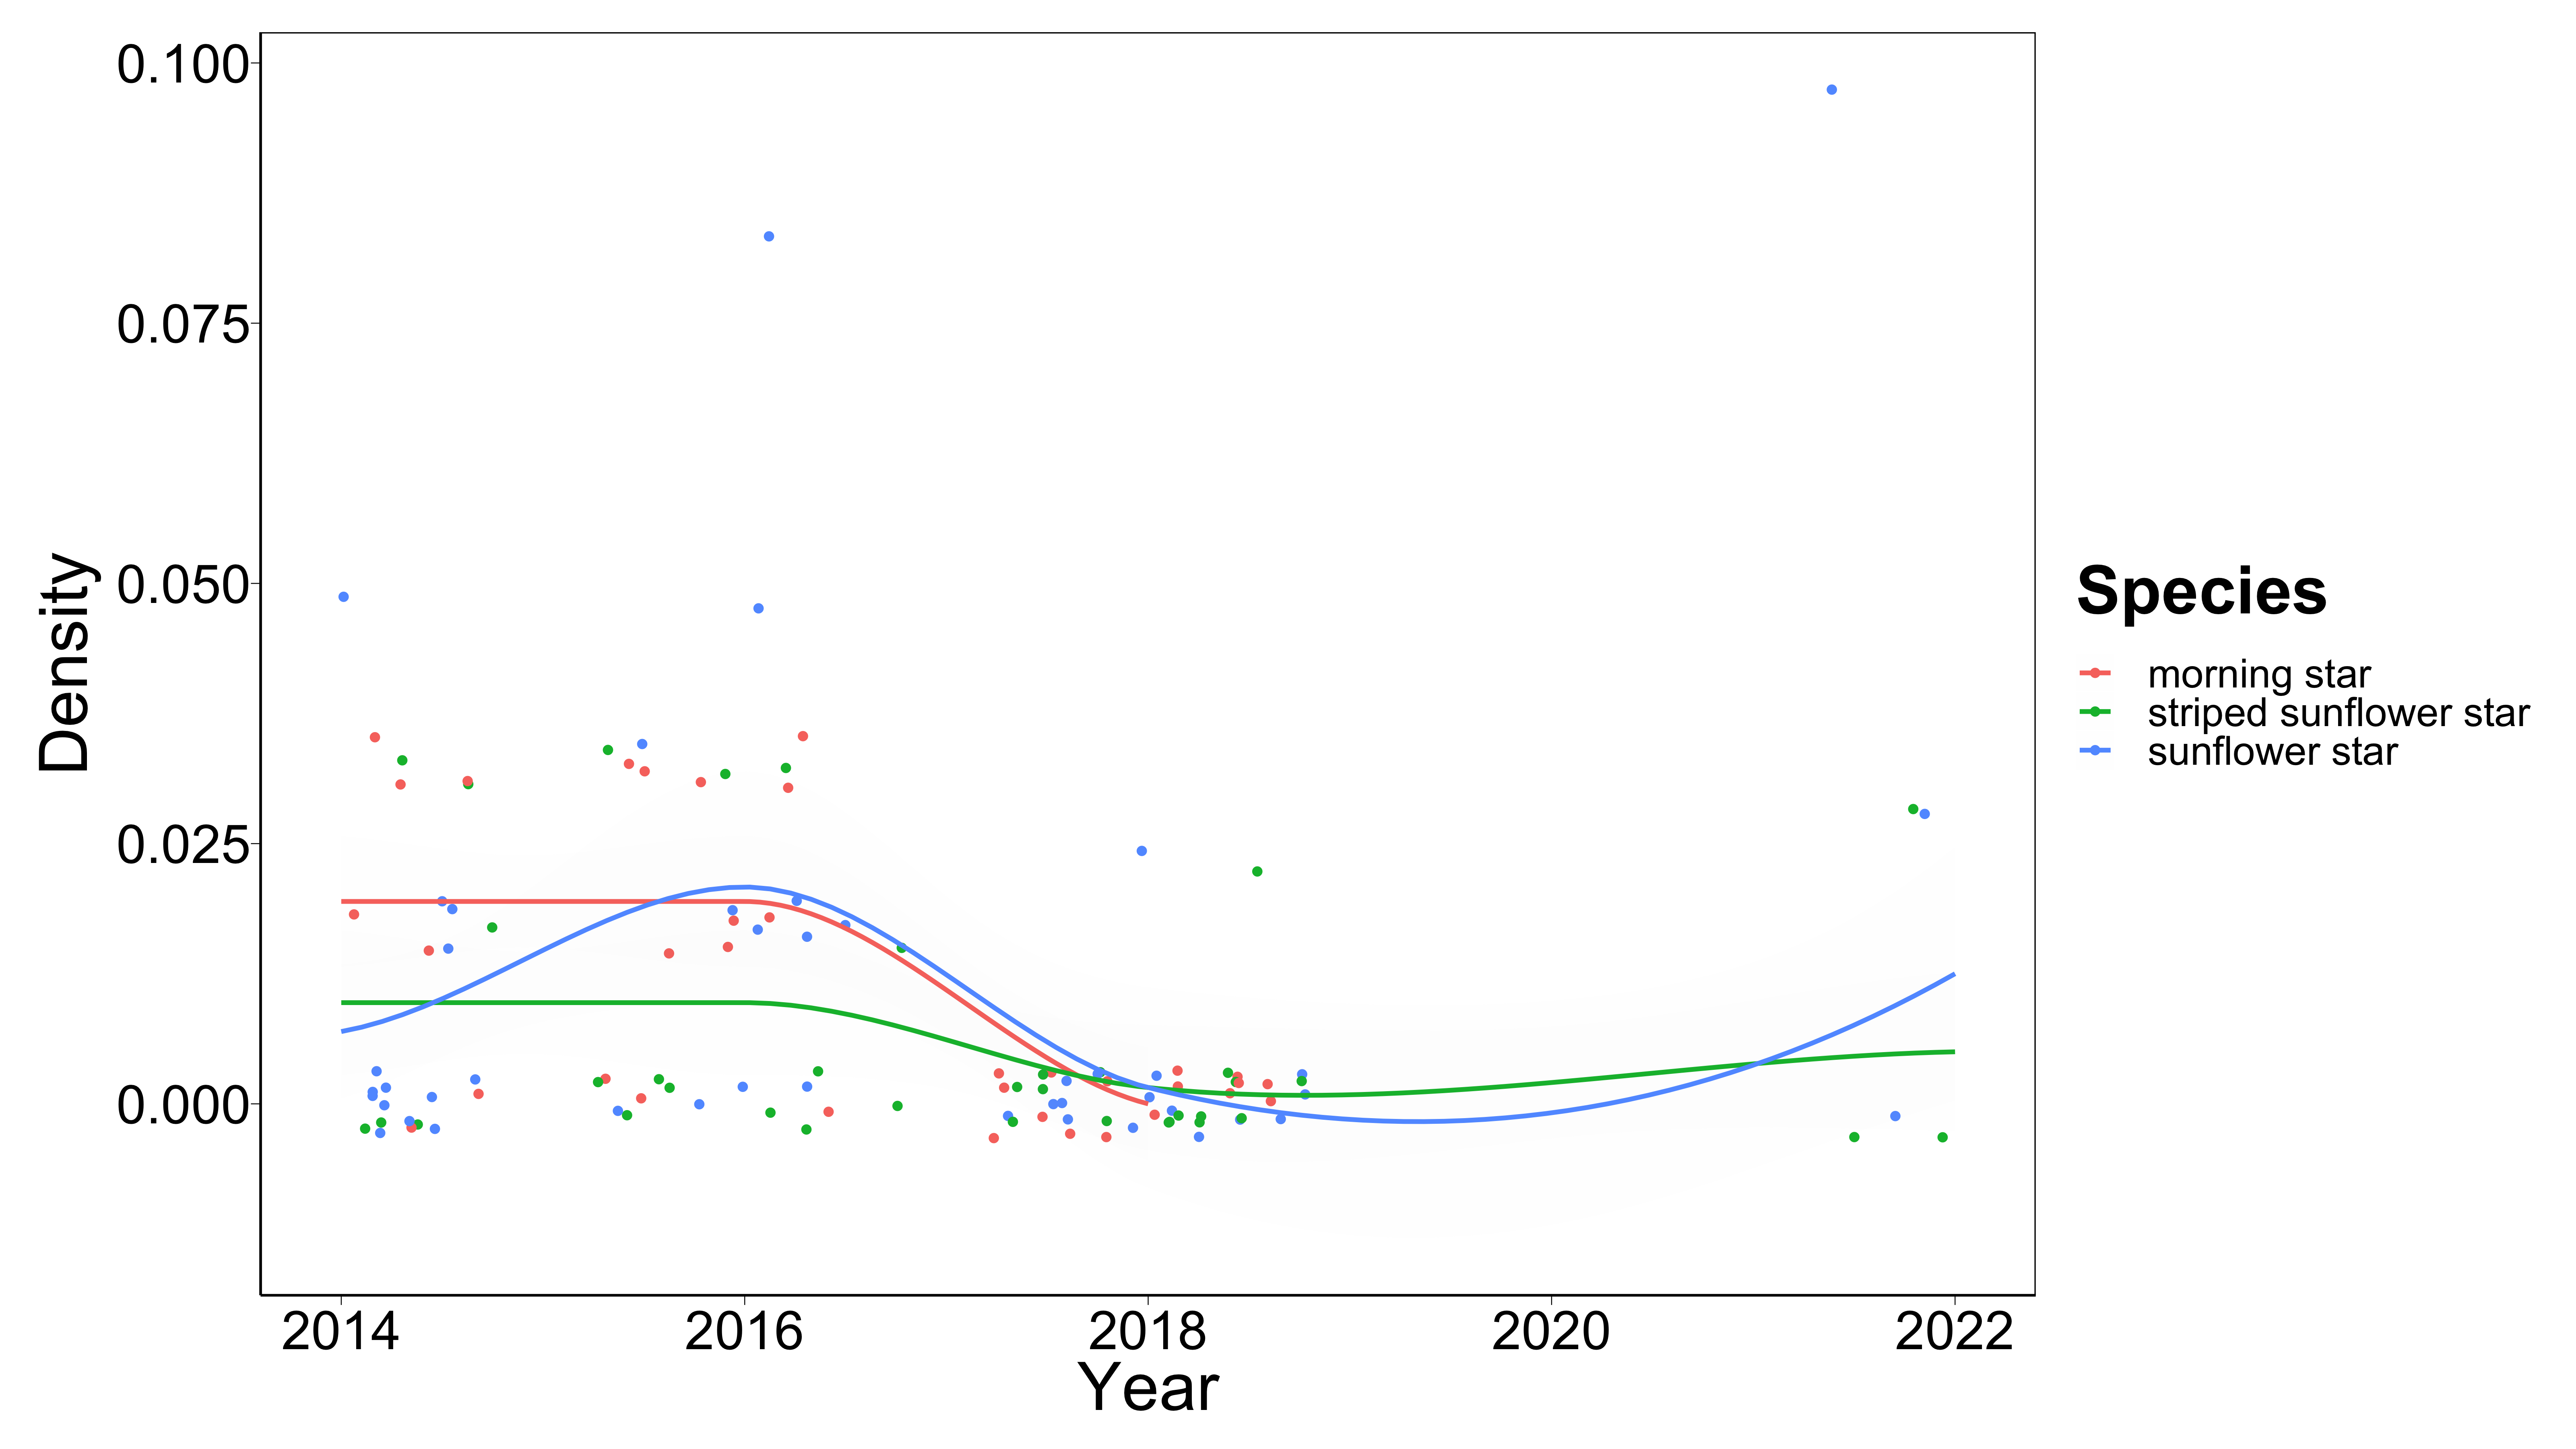 0.100
0.075
0.050
0.025
0.000
Density
2014 2016 2018 2020 2022
Year
Species
morning star
striped sunflower star
sunflower star